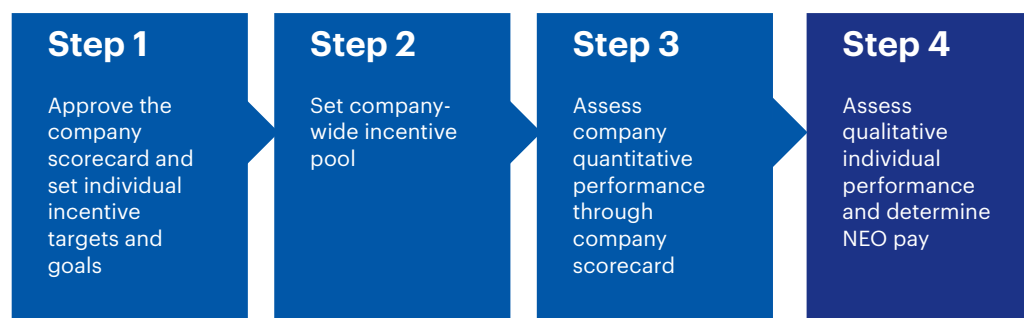 Step 1
Approve the
company
scorecard and
set individual
incentive
targets and
goals
Step 2
Set company-
wide incentive
pool
Step 3
Assess
company
quantitative
performance
through
company
scorecard
Step 4
Assess
qualitative
individual
performance
and determine
NEO pay